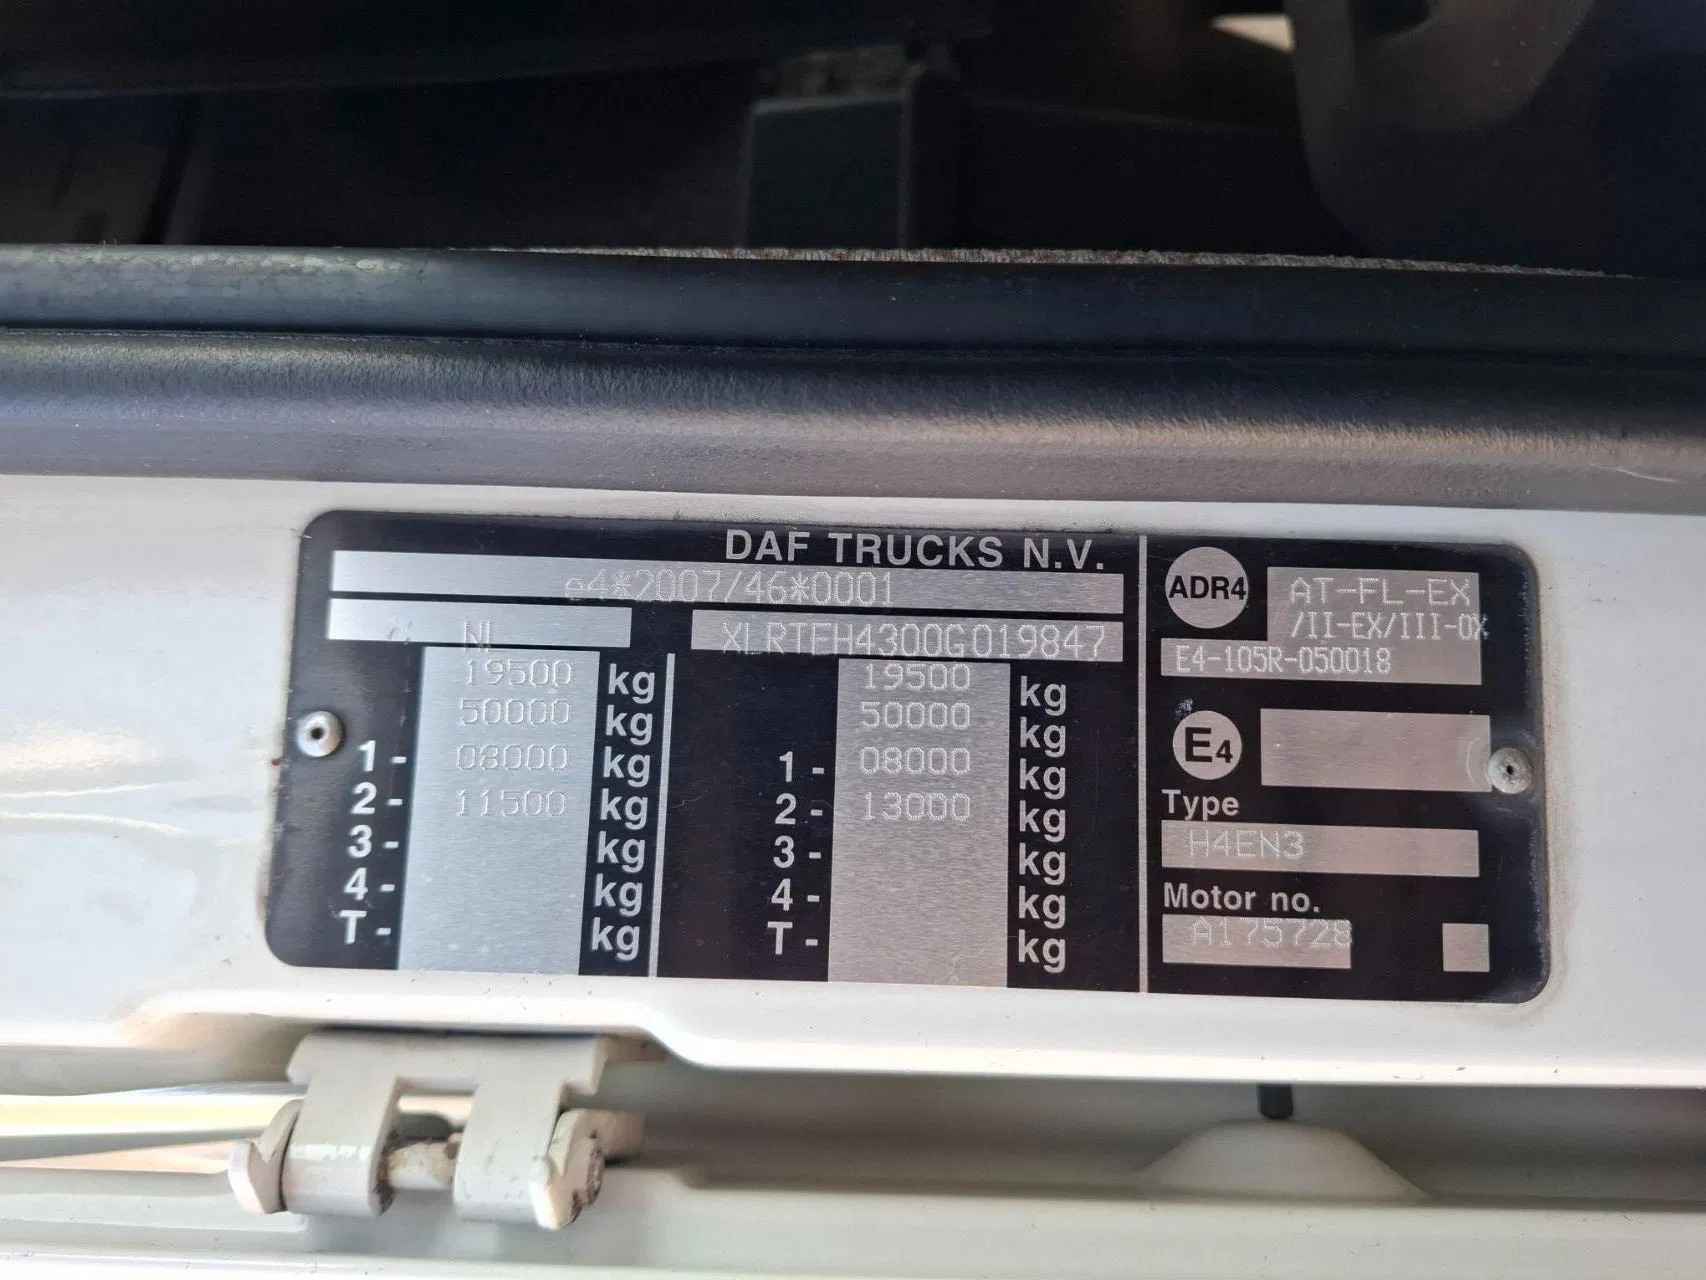 DAF TRUCKS N.V.
e4*2007/46*0001
NL XLRTEH4300G019847
19500 kg 19500 kg
50000 kg 50000 kg
1- 08000 kg 1- 08000 kg
2- 11500 kg 2- 13000 kg
3- kg 3- kg
4- kg 4- kg
T- kg T- kg
ADR4 AT-FL-EX
/II-EX/III-OX
E4-105R-050018
E4
Type
H4EN3
Motor no.
A175728